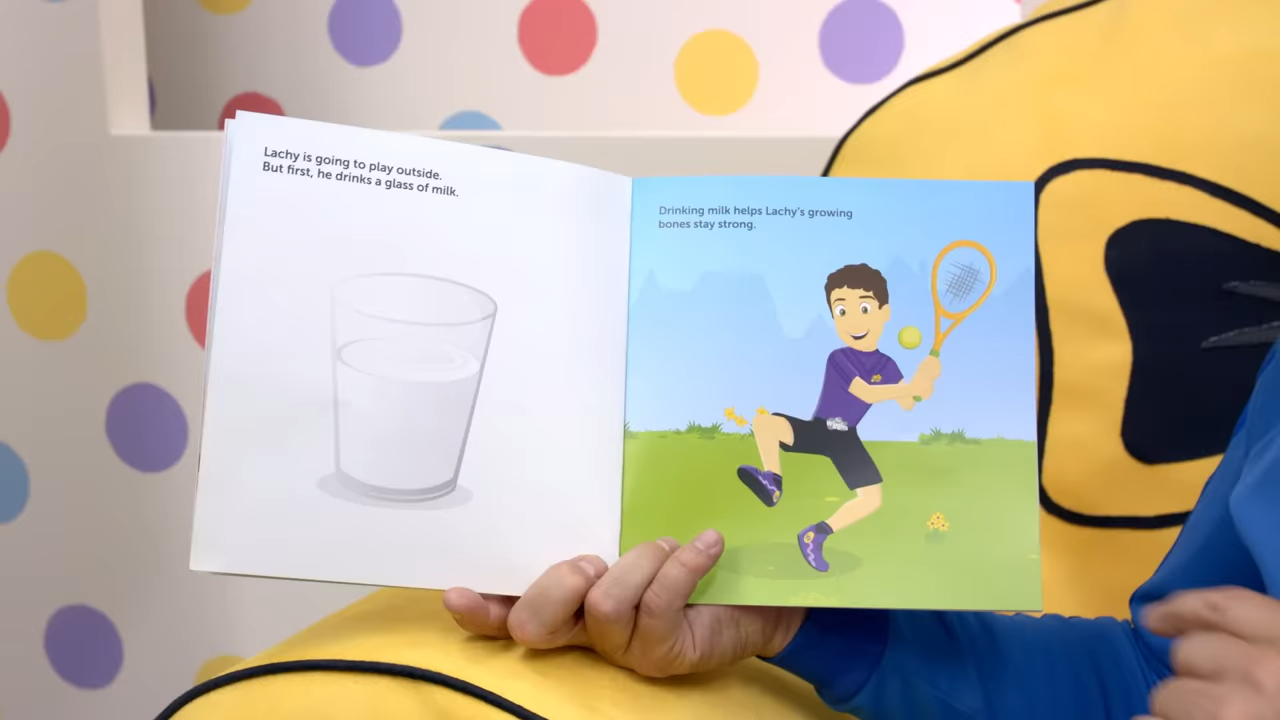 Lachy is going to play outside.
But first, he drinks a glass of milk.
Drinking milk helps Lachy's growing
bones stay strong.